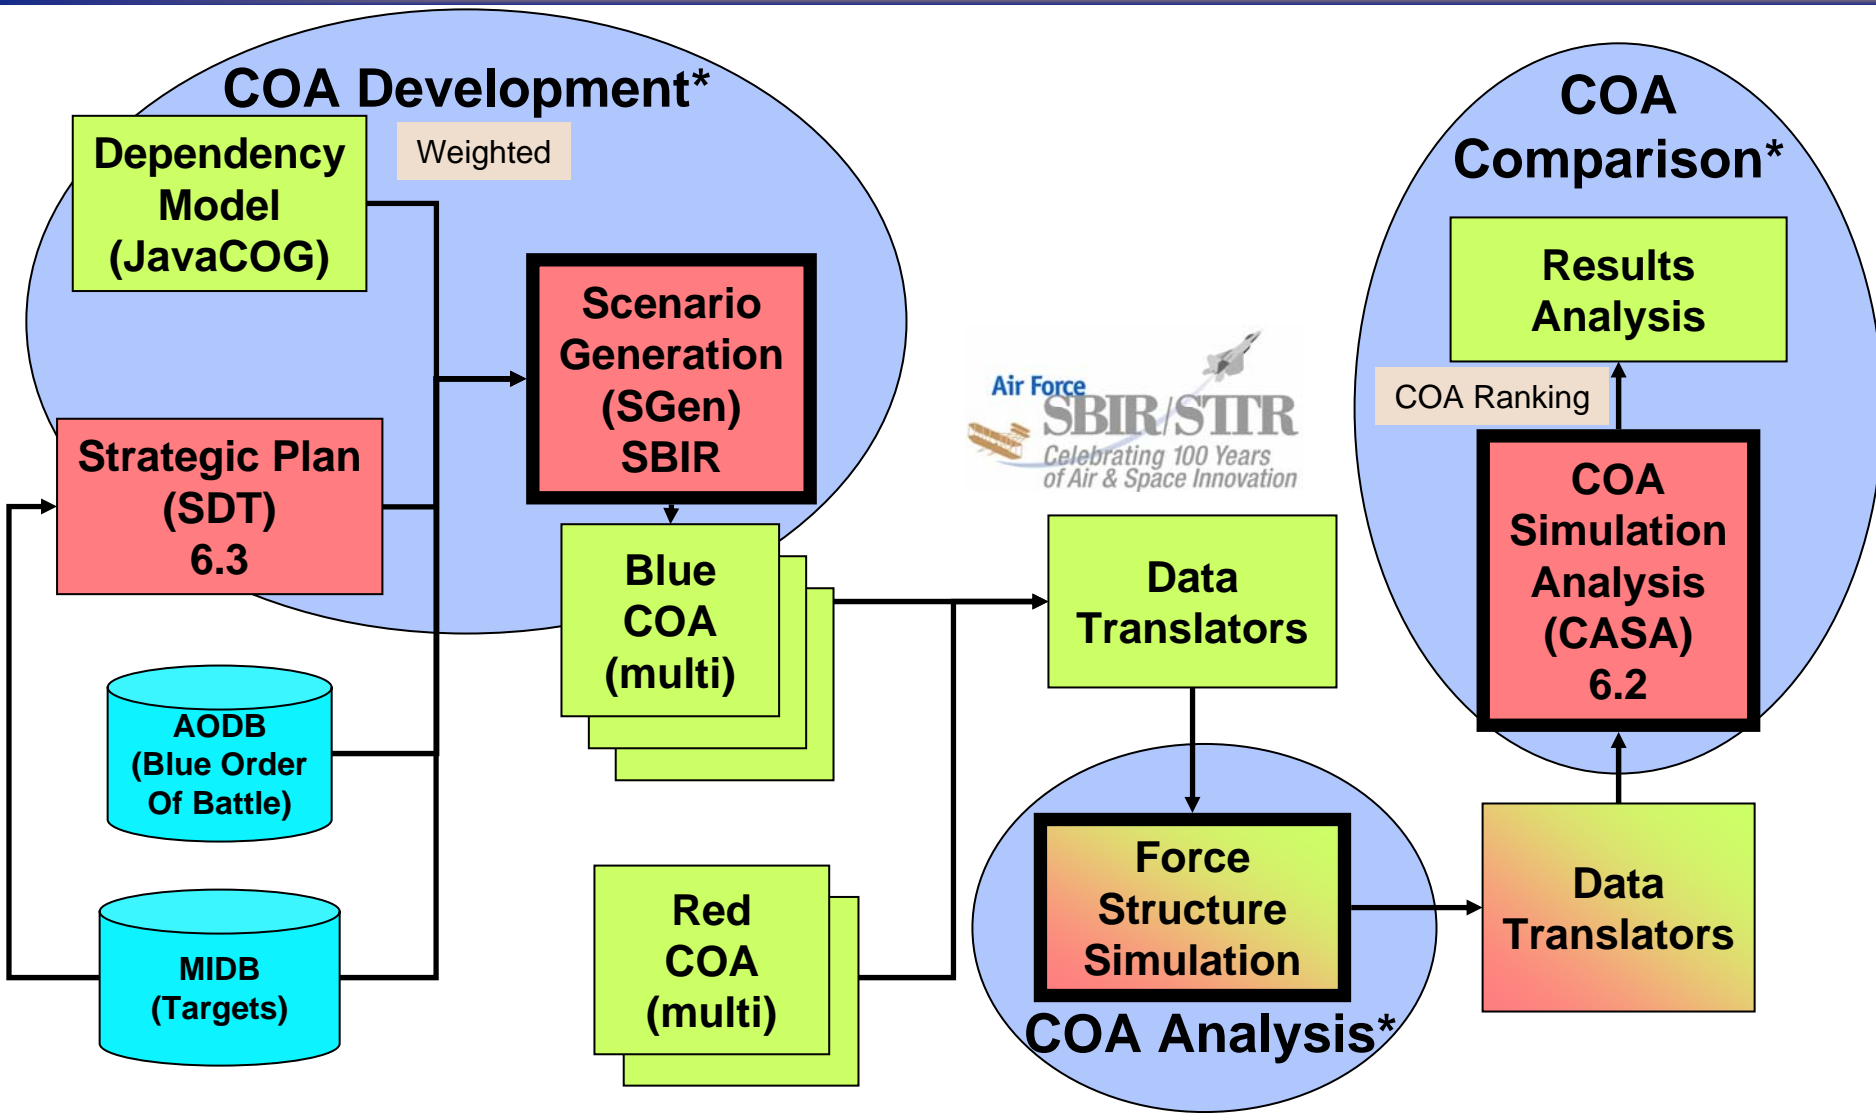 COA Development*
Weighted
Dependency
Model
(JavaCOG)
Scenario
Generation
(SGen)
SBIR
Strategic Plan
(SDT)
6.3
Blue
COA
(multi)
AODB
(Blue Order
Of Battle)
MIDB
(Targets)
Red
COA
(multi)
Air Force
SBIR/STTR
Celebrating 100 Years
of Air & Space Innovation
Data
Translators
Force
Structure
Simulation
COA Analysis*
Data
Translators
COA
Comparison*
Results
Analysis
COA Ranking
COA
Simulation
Analysis
(CASA)
6.2